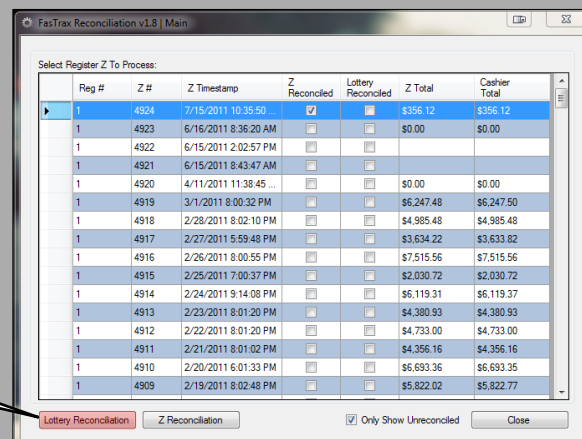 FasTrax Reconciliation v1.8 | Main
Select Register Z To Process:
Reg # Z # Z Timestamp Z Reconciled Lottery Reconciled Z Total Cashier Total
1 4924 7/15/2011 10:35:50 ... $356.12 $356.12
1 4923 6/16/2011 8:36:20 AM $0.00 $0.00
1 4922 6/15/2011 2:02:57 PM
1 4921 6/15/2011 8:43:47 AM
1 4920 4/11/2011 11:38:45 ... $0.00 $0.00
1 4919 3/1/2011 8:00:32 PM $6,247.48 $6,247.50
1 4918 2/28/2011 8:02:10 PM $4,985.48 $4,985.48
1 4917 2/27/2011 5:59:48 PM $3,634.22 $3,633.82
1 4916 2/26/2011 8:00:55 PM $7,515.56 $7,515.56
1 4915 2/25/2011 7:00:37 PM $2,030.72 $2,030.72
1 4914 2/24/2011 9:14:08 PM $6,119.31 $6,119.37
1 4913 2/23/2011 8:01:20 PM $4,380.93 $4,380.93
1 4912 2/22/2011 8:01:20 PM $4,733.00 $4,733.00
1 4911 2/21/2011 8:01:02 PM $4,356.16 $4,356.16
1 4910 2/20/2011 6:01:33 PM $6,693.36 $6,693.35
1 4909 2/19/2011 8:02:48 PM $5,822.02 $5,822.77
Lottery Reconciliation Z Reconciliation Only Show Unreconciled Close